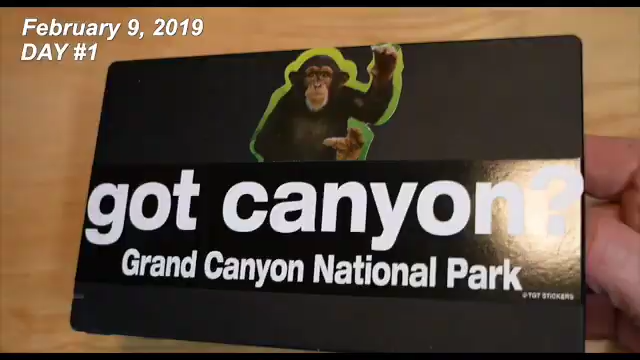 February 9, 2019
DAY #1
got canyon?
Grand Canyon National Park
©TGT STICKERS